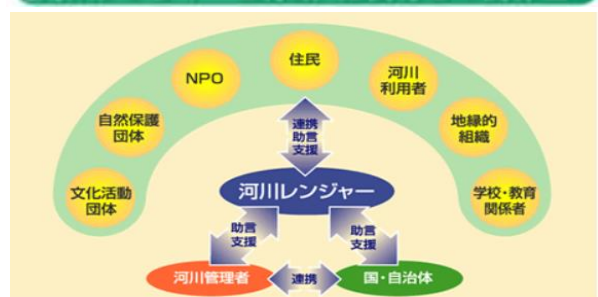 住民
NPO
河川
利用者
自然保護
団体
地縁的
組織
文化活動
団体
学校・教育
関係者
連携
助言
支援
河川レンジャー
助言
支援
助言
支援
河川管理者
連携
国・自治体